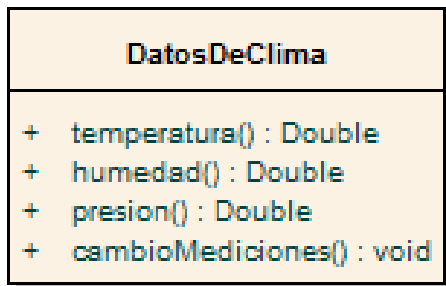 DatosDeClima
+ temperatura() : Double
+ humedad() : Double
+ presion() : Double
+ cambioMediciones() : void